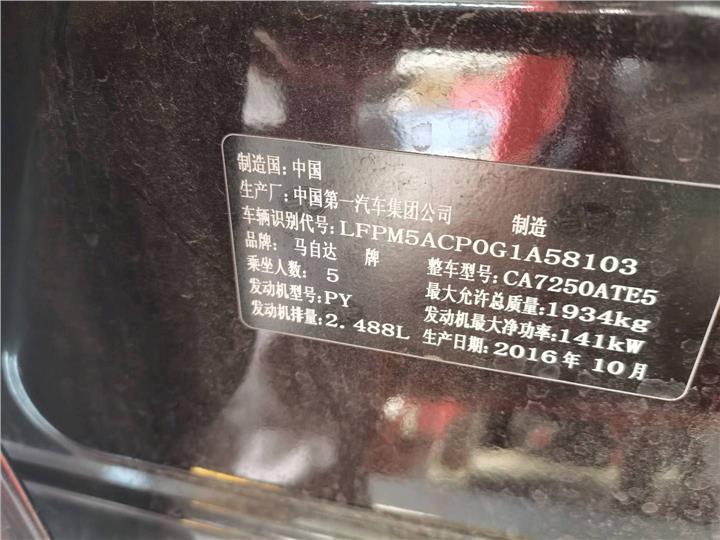 制造国: 中国
生产厂: 中国第一汽车集团公司 制造
车辆识别代号: LFPM5ACP0G1A58103
品牌: 马自达 牌 整车型号: CA7250ATE5
乘坐人数: 5 最大允许总质量: 1934kg
发动机型号: PY 发动机最大净功率: 141kW
发动机排量: 2.488L 生产日期: 2016年 10月